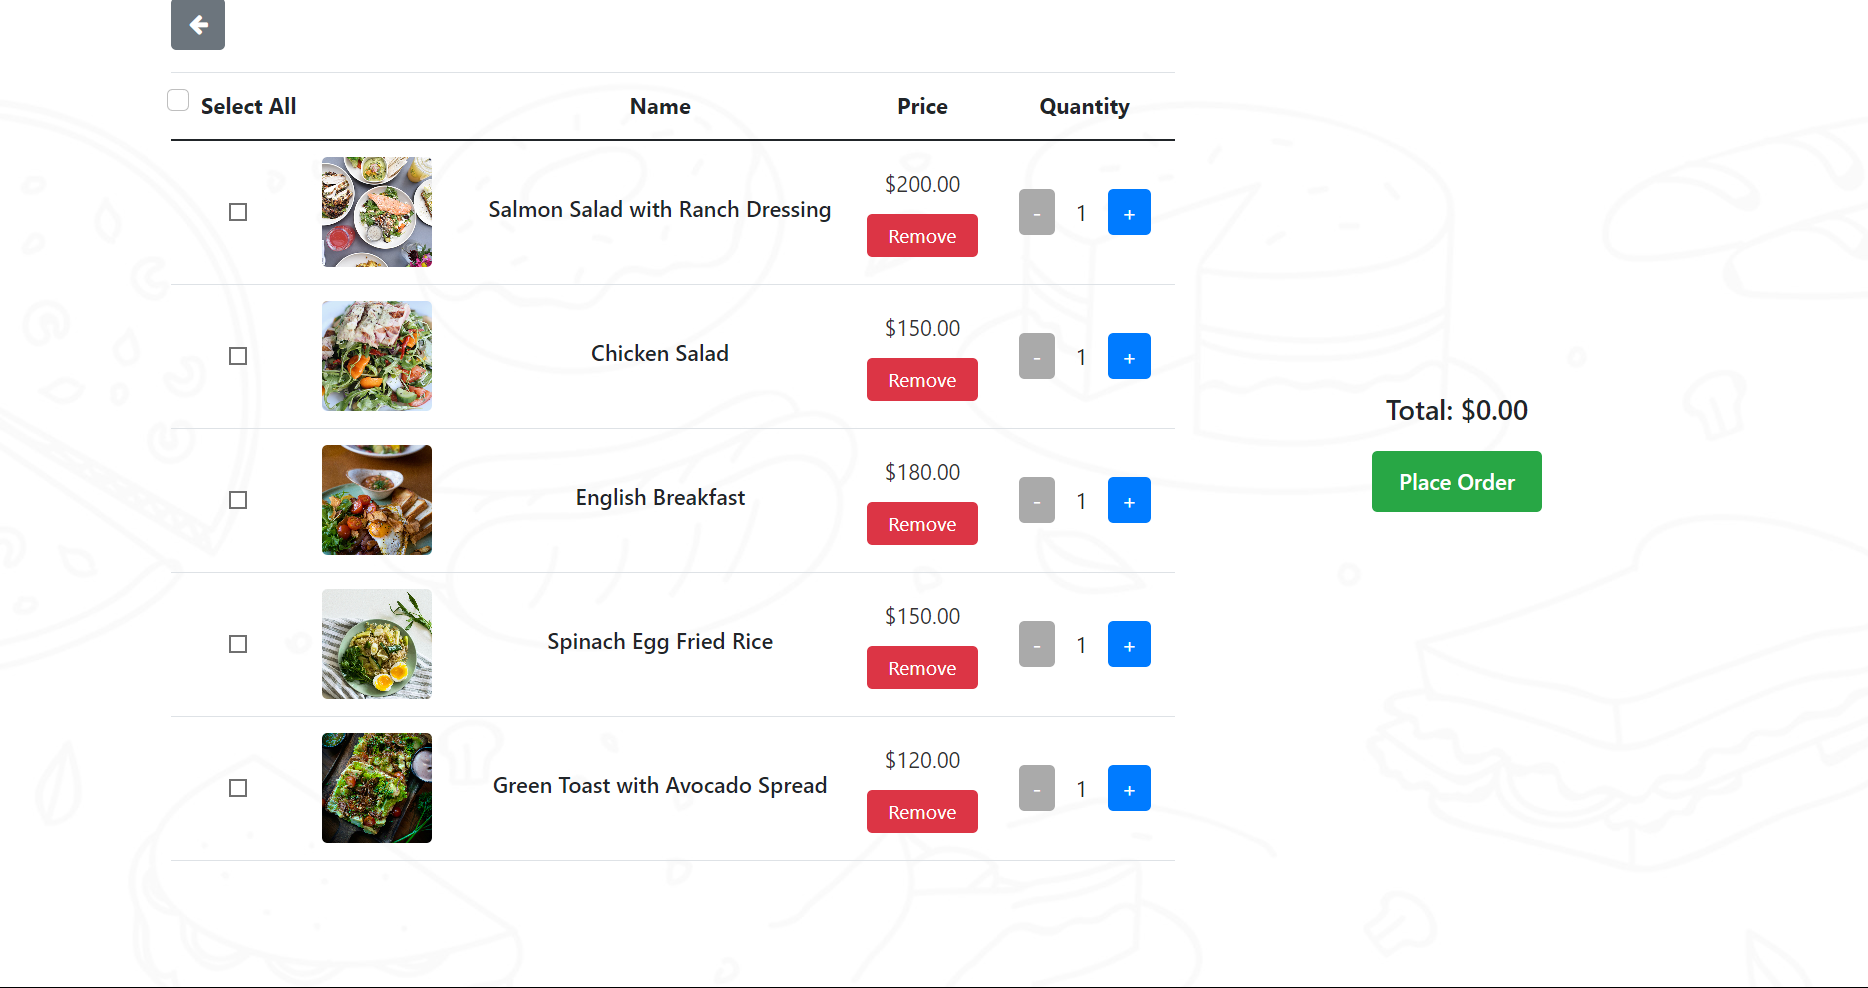 Select All Name Price Quantity
Salmon Salad with Ranch Dressing
$200.00
Remove
- 1 +
Chicken Salad
$150.00
Remove
- 1 +
English Breakfast
$180.00
Remove
- 1 +
Spinach Egg Fried Rice
$150.00
Remove
- 1 +
Green Toast with Avocado Spread
$120.00
Remove
- 1 +
Total: $0.00
Place Order